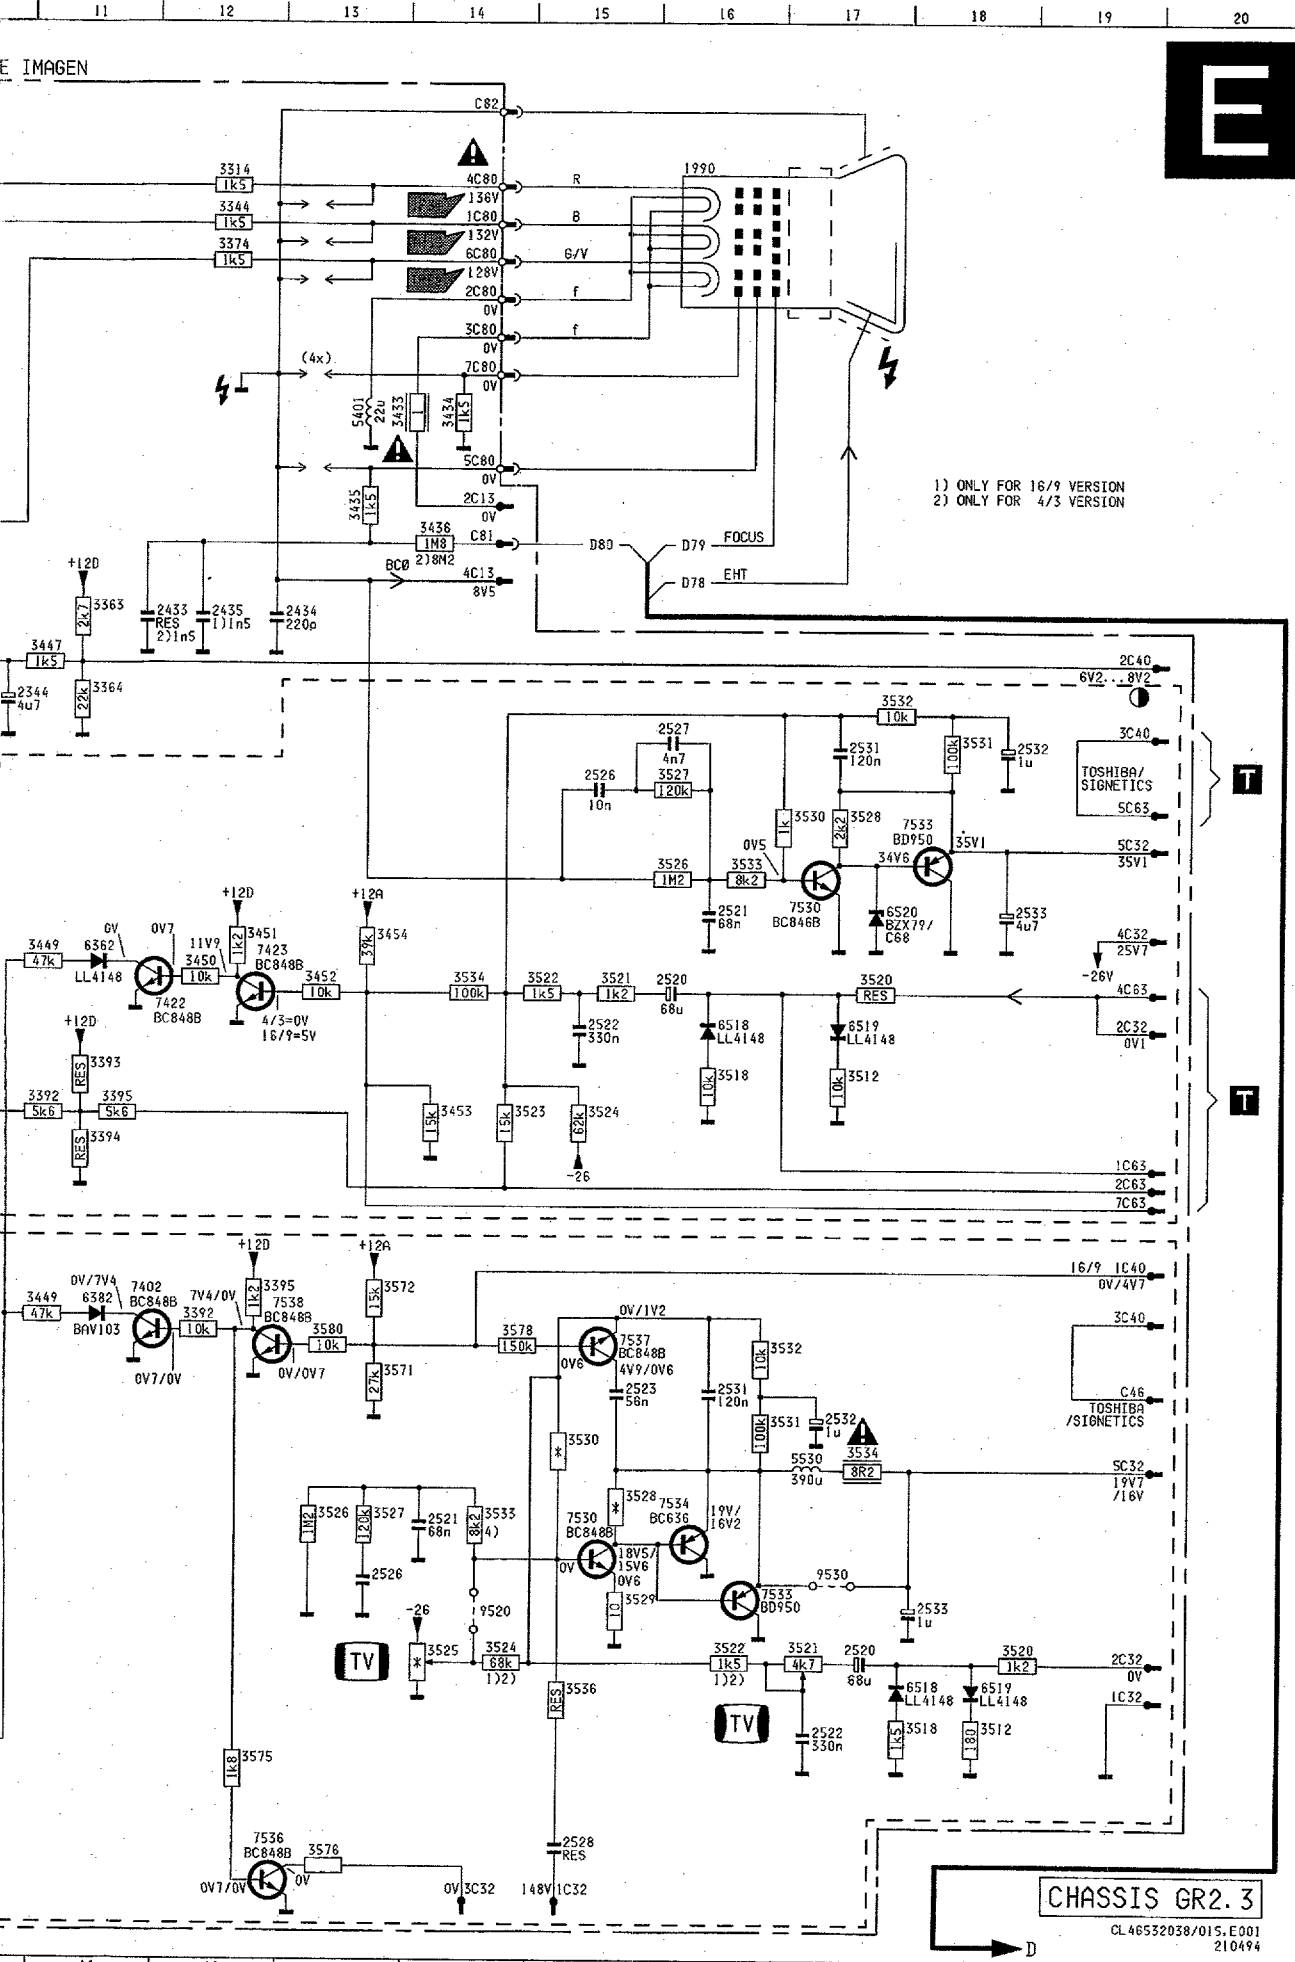 11 12 13 14 15 16 17 18 19 20
E IMAGEN
E
C82
3314
1k5
4C80
136V
R
3344
1k5
1C80
132V
B
3374
1k5
6C80
128V
G/V
2C80
0V
f
3C80
0V
f
1990
(4x)
7C80
0V
5401
22u
3433
1
3434
1k5
5C80
0V
3435
1k5
2C13
0V
1) ONLY FOR 16/9 VERSION
2) ONLY FOR 4/3 VERSION
3436
1M8
2)8M2
C81
D80
D79
FOCUS
BC0
4C13
8V5
D78
EHT
+12D
3363
2k7
2433
RES
2)1n5
2435
1)1n5
2434
220p
3447
1k5
2344
4u7
3364
22k
2C40
6V2...8V2
3532
10k
2527
4n7
2531
120n
3531
100k
2532
1u
3C40
TOSHIBA/
SIGNETICS
5C63
T
2526
10n
3527
120k
3530
1k
3528
2k2
7533
BD950
35V1
5C32
35V1
0V5
34V6
3526
1M2
3533
8k2
7530
BC846B
2521
68n
6520
BZX79/
C68
2533
4u7
4C32
25V7
-26V
+12D
+12A
0V
0V7
3451
1k2
7423
BC848B
3454
39k
11V9
3449
47k
6362
LL4148
3450
10k
7422
BC848B
3452
10k
4/3=0V
16/9=5V
3534
100k
3522
1k5
3521
1k2
2520
68u
3520
RES
4C63
2522
330n
6518
LL4148
6519
LL4148
2C32
0V1
+12D
3393
RES
3392
5k6
3395
5k6
3394
RES
3453
15k
3523
15k
3524
62k
-26
3518
10k
3512
10k
T
1C63
2C63
7C63
+12D
+12A
16/9 1C40
0V/4V7
0V/7V4
7402
BC848B
7V4/0V
3395
1k2
7538
BC848B
3572
15k
3449
47k
6382
BAV103
3392
10k
0V7/0V
3580
10k
0V/0V7
3571
27k
3578
150k
0V6
0V/1V2
7537
BC848B
4V9/0V6
3532
10k
3C40
C46
TOSHIBA
/SIGNETICS
2523
56n
2531
120n
3531
100k
2532
1u
3530
*
5530
390u
3534
8R2
5C32
19V7
/16V
3526
1M2
3527
120k
2521
68n
3533
8k2
4)
3528
*
7534
BC636
19V/
16V2
7530
BC848B
0V
18V5/
15V6
0V6
2526
-26
9520
3529
10
7533
BD950
9530
2533
1u
TV
3525
*
3524
68k
1)2)
3522
1k5
1)2)
3521
4k7
2520
68u
3520
1k2
2C32
0V
3536
RES
TV
6518
LL4148
6519
LL4148
1C32
2522
330n
3518
1k5
3512
180
3575
1k8
7536
BC848B
3576
0V7/0V
0V
2528
RES
0V 3C32
148V 1C32
CHASSIS GR2.3
CL46532038/015.E001
210494
D